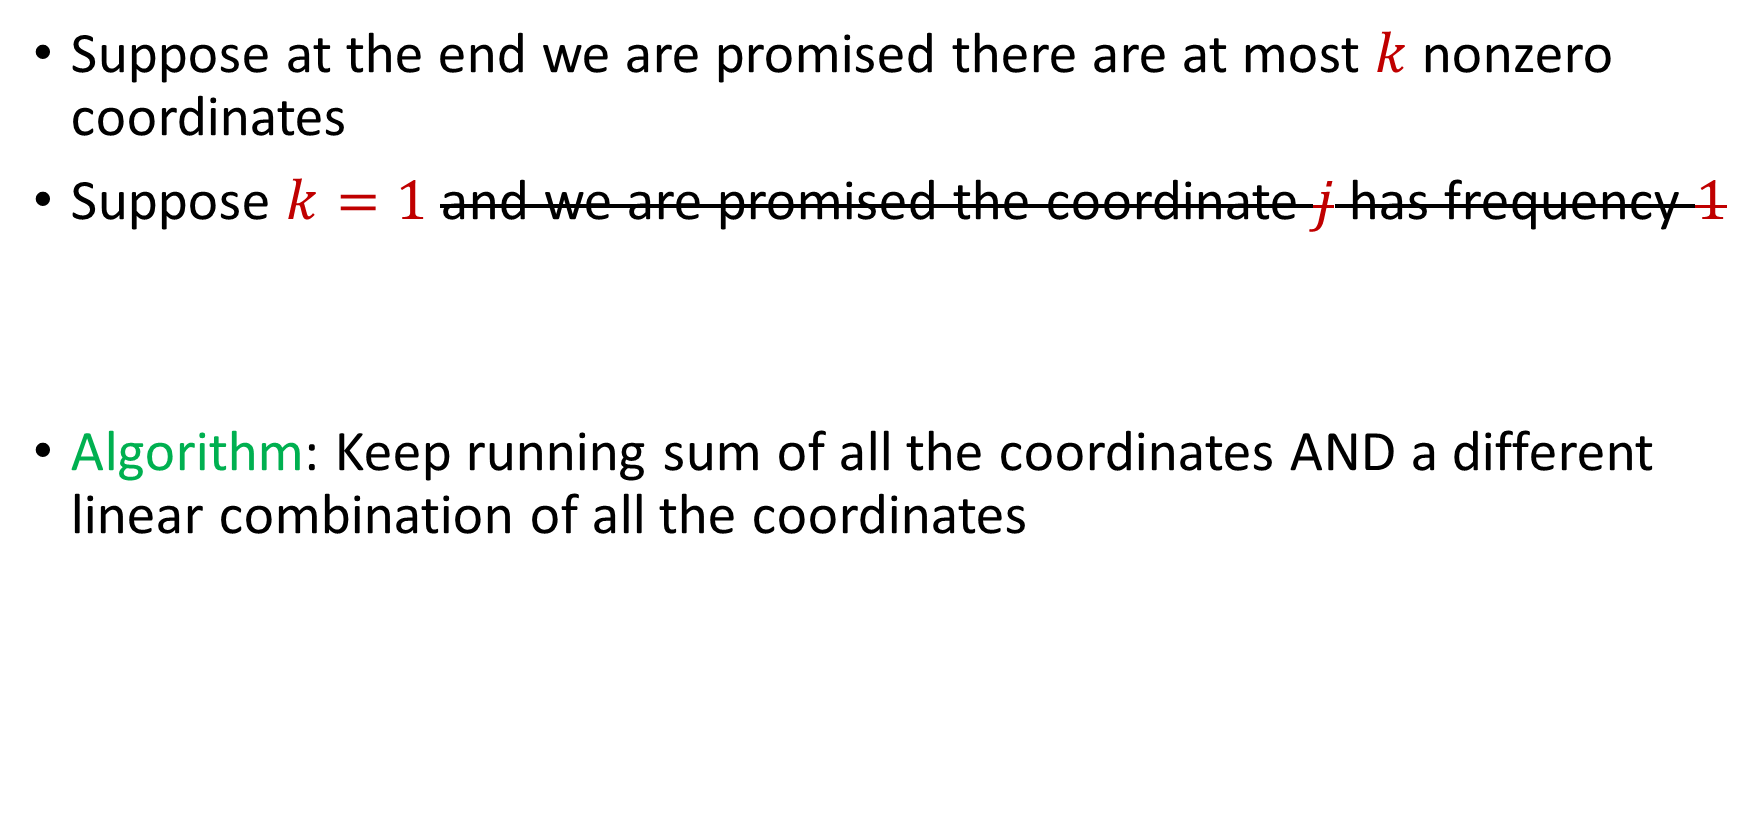 • Suppose at the end we are promised there are at most k nonzero
coordinates
• Suppose k = 1 and we are promised the coordinate j has frequency 1
• Algorithm: Keep running sum of all the coordinates AND a different
linear combination of all the coordinates